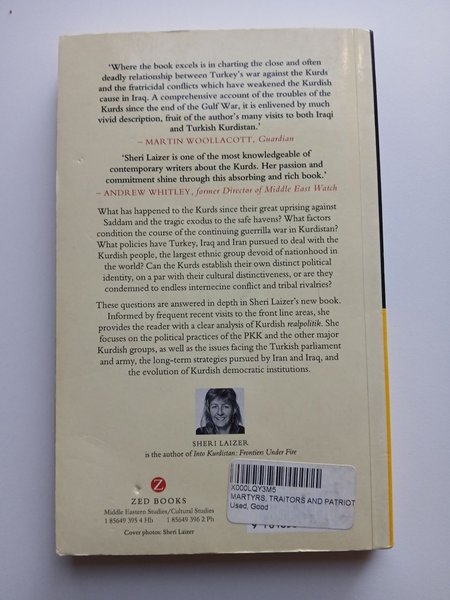 ‘Where the book excels is in charting the close and often
deadly relationship between Turkey's war against the Kurds
and the fratricidal conflicts which have weakened the Kurdish
cause in Iraq. A comprehensive account of the troubles of the
Kurds since the end of the Gulf War, it is enlivened by much
vivid description, fruit of the author's many visits to both Iraqi
and Turkish Kurdistan.’
– MARTIN WOOLLACOTT, Guardian
‘Sheri Laizer is one of the most knowledgeable of
contemporary writers about the Kurds. Her passion and
commitment shine through this absorbing and rich book.’
– ANDREW WHITLEY, former Director of Middle East Watch
What has happened to the Kurds since their great uprising against
Saddam and the tragic exodus to the safe havens? What factors
condition the course of the continuing guerrilla war in Kurdistan?
What policies have Turkey, Iraq and Iran pursued to deal with the
Kurdish people, the largest ethnic group devoid of nationhood in
the world? Can the Kurds establish their own distinct political
identity, on a par with their cultural distinctiveness, or are they
condemned to endless internecine conflict and tribal rivalries?
These questions are answered in depth in Sheri Laizer's new book.
Informed by frequent recent visits to the front line areas, she
provides the reader with a clear analysis of Kurdish realpolitik. She
focuses on the political practices of the PKK and the other major
Kurdish groups, as well as the issues facing the Turkish parliament
and army, the long-term strategies pursued by Iran and Iraq, and
the evolution of Kurdish democratic institutions.
SHERI LAIZER
is the author of Into Kurdistan: Frontiers Under Fire
Z
ZED BOOKS
Middle Eastern Studies/Cultural Studies
1 85649 395 4 Hb 1 85649 396 2 Pb
Cover photos: Sheri Laizer
X000LQY3M5
MARTYRS, TRAITORS AND PATRIOT
Used, Good